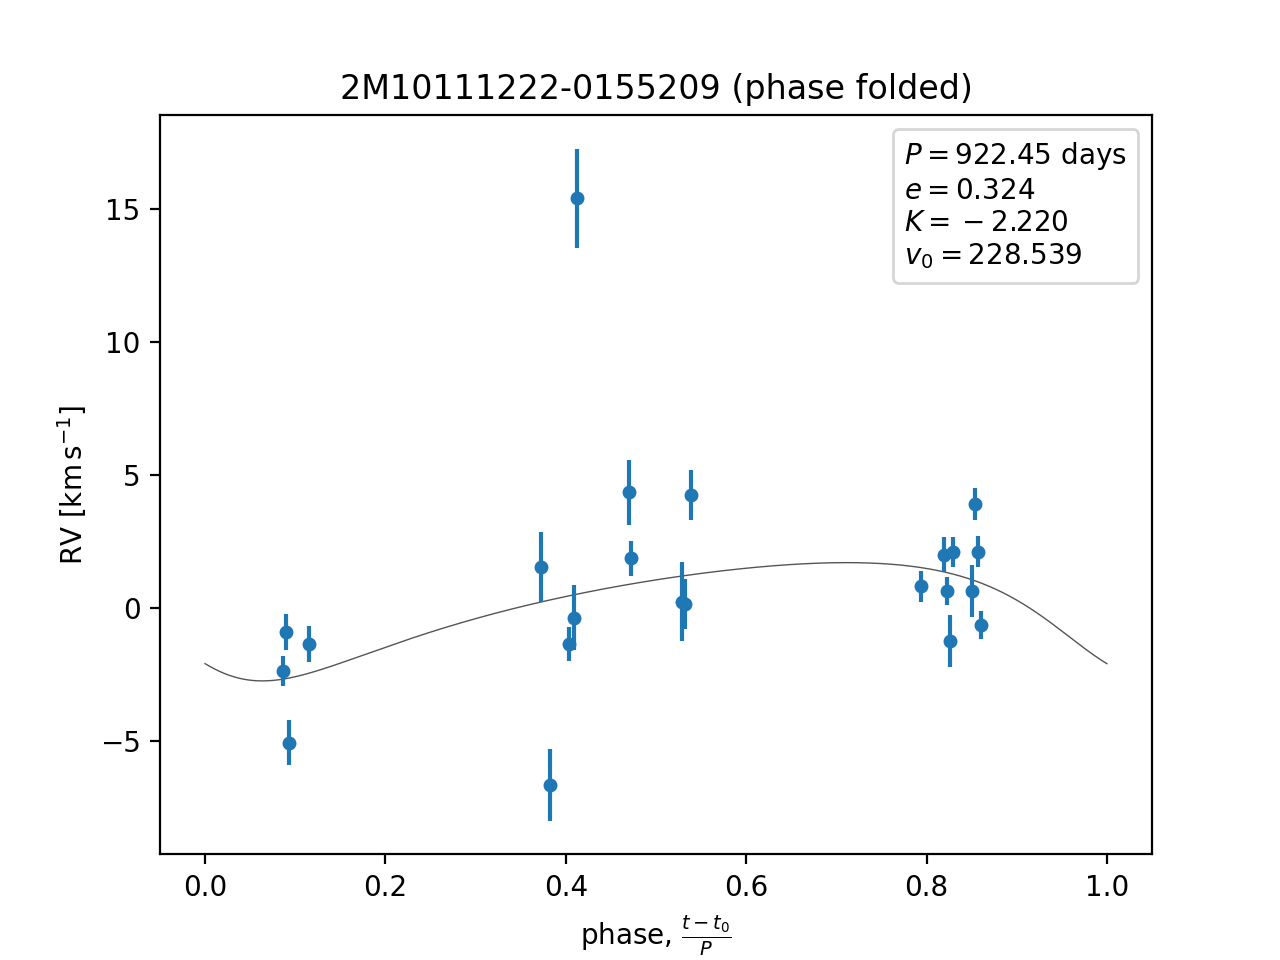 2M10111222-0155209 (phase folded)
P = 922.45 days
e = 0.324
K = −2.220
v₀ = 228.539
RV [km s⁻¹]
15
10
5
0
−5
0.0 0.2 0.4 0.6 0.8 1.0
phase, (t − t₀)/P